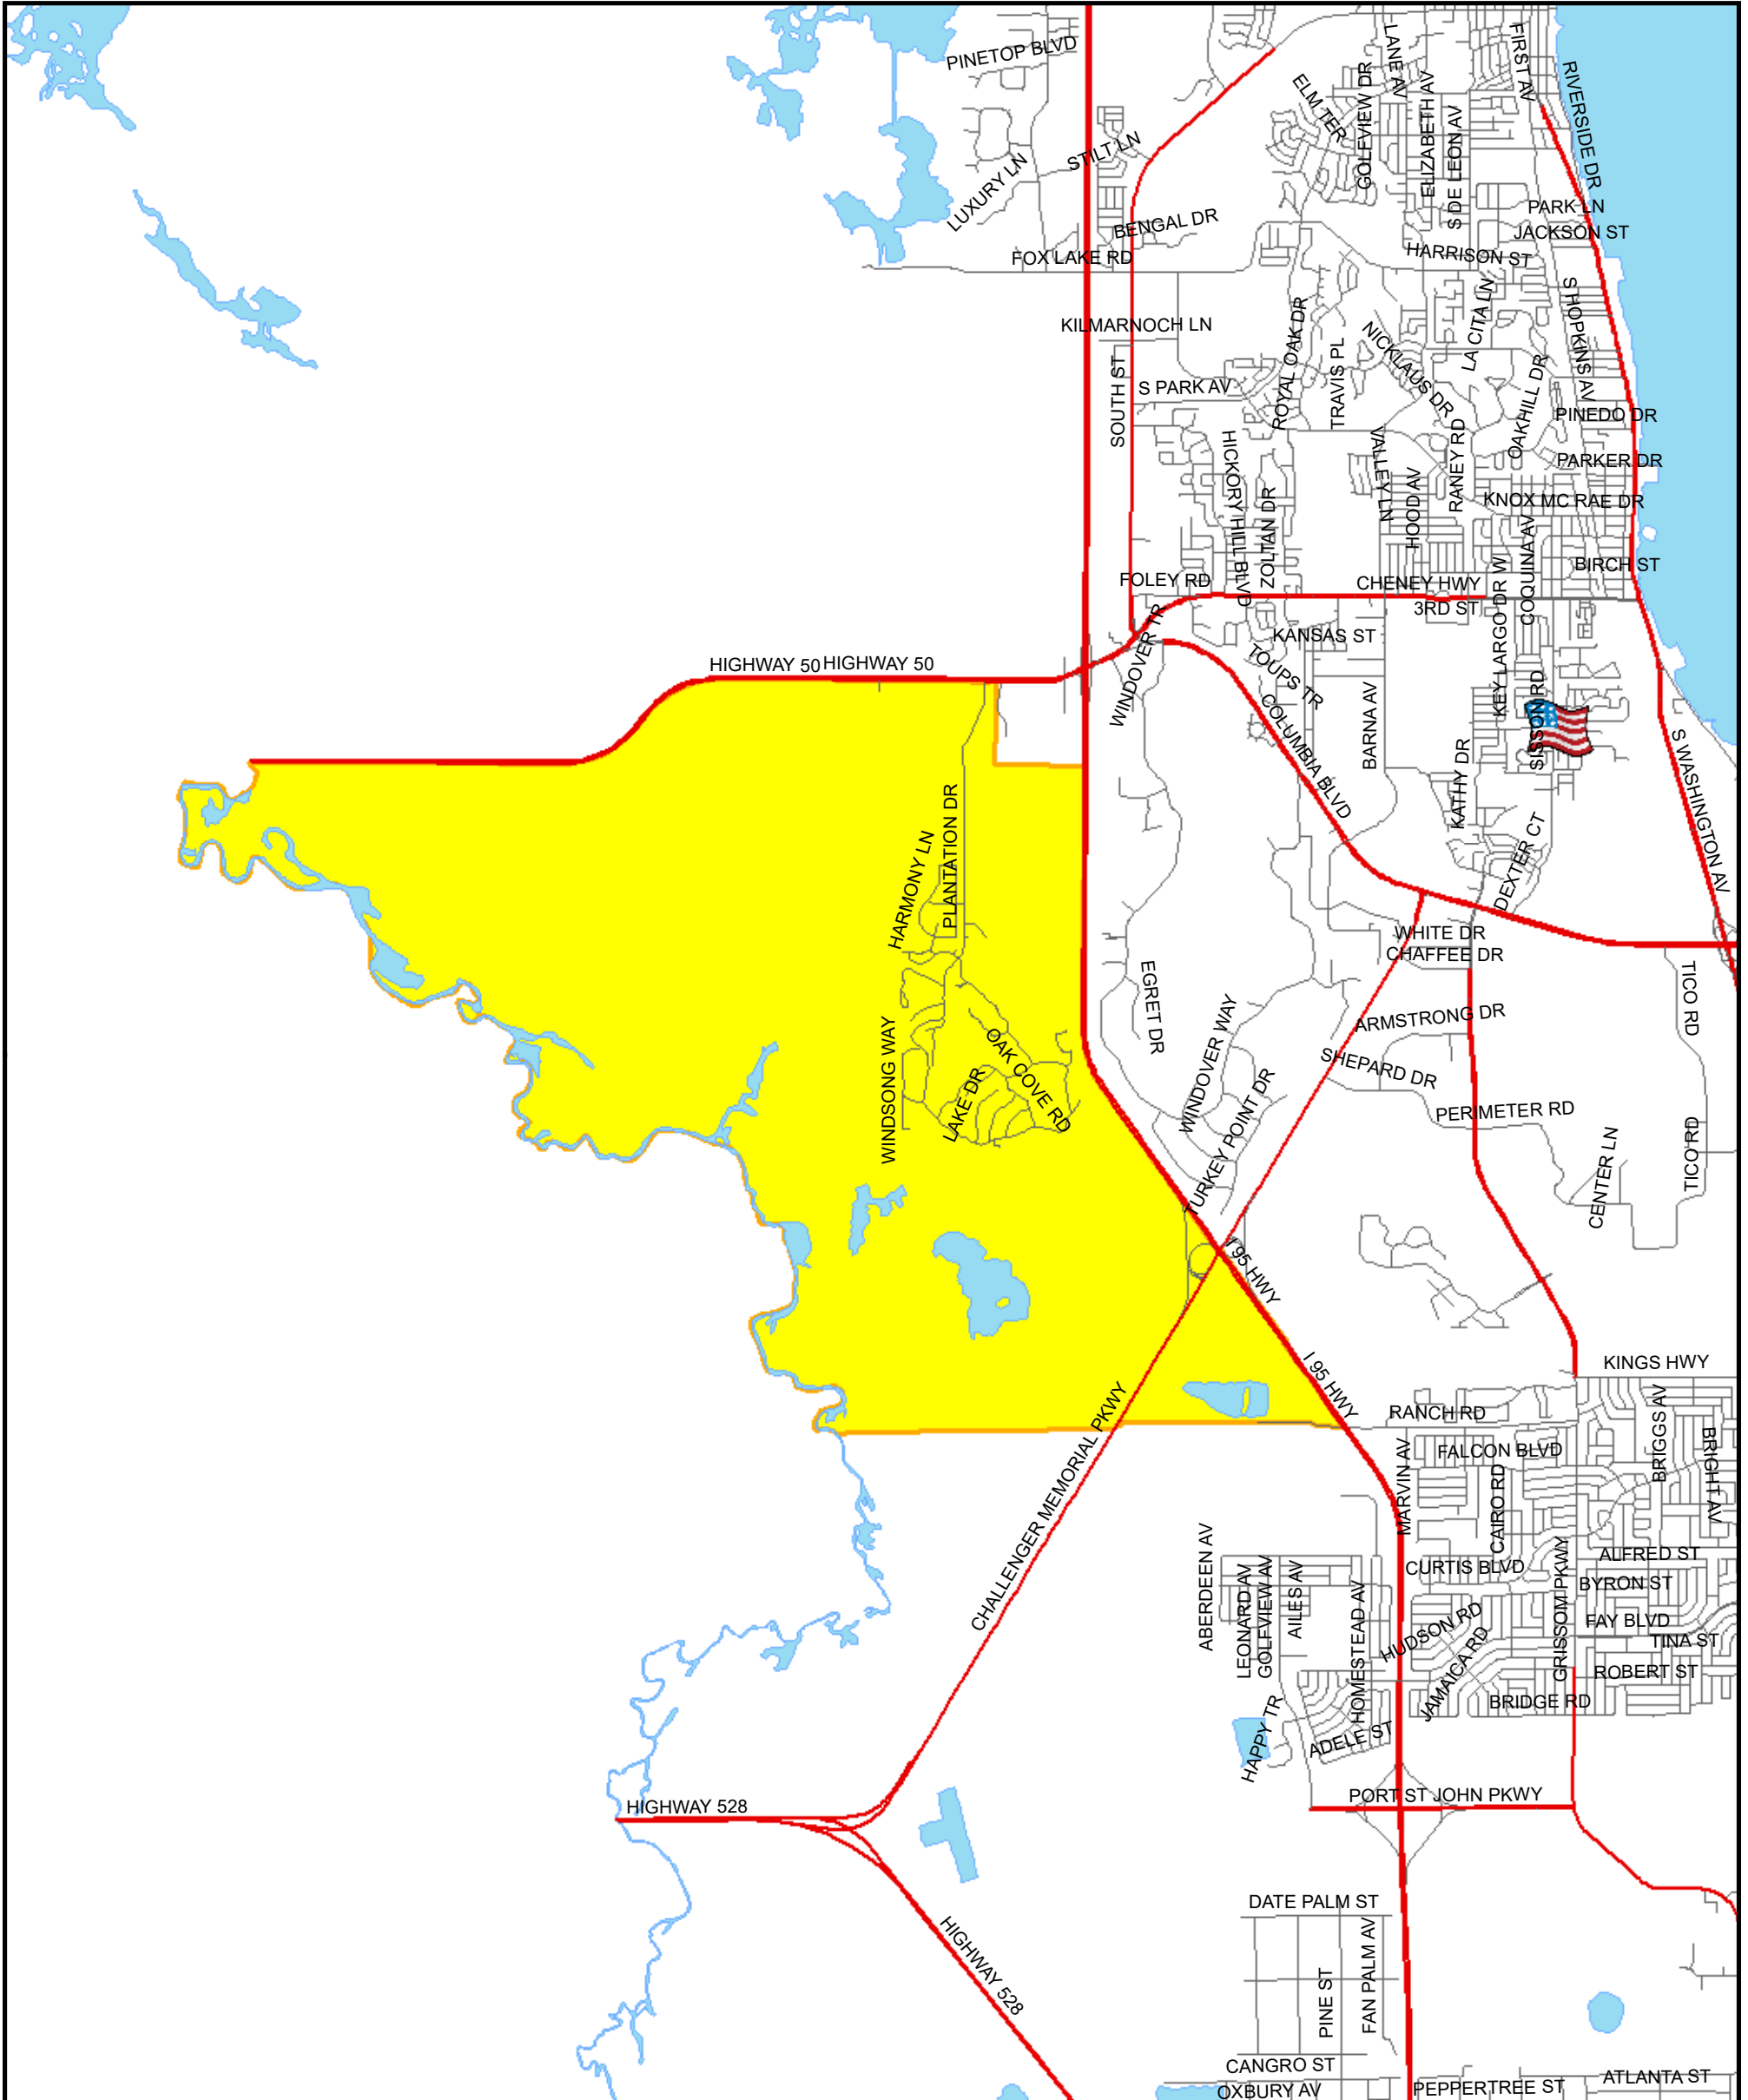 PINETOP BLVD
LANE AV
FIRST AV
RIVERSIDE DR
ELM TER
GOLFVIEW DR
ELIZABETH AV
S DE LEON AV
STILT LN
LUXURY LN
BENGAL DR
FOX LAKE RD
PARK LN
JACKSON ST
HARRISON ST
KILMARNOCH LN
S HOPKINS AV
LA CITA LN
ROYAL OAK DR
TRAVIS PL
NICKLAUS DR
SOUTH ST
S PARK AV
OAKHILL DR
PINEDO DR
HICKORY HILL BLVD
ZOLTAN DR
VALLEY LN
HOOD AV
RANEY RD
PARKER DR
KNOX MC RAE DR
COQUINA AV
BIRCH ST
FOLEY RD
CHENEY HWY
3RD ST
KEY LARGO DR WI
KANSAS ST
WINDOVER TR
HIGHWAY 50
HIGHWAY 50
TOUPS TR
COLUMBIA BLVD
BARNA AV
SISSON RD
S WASHINGTON AV
KATHY DR
DEXTER CT
PLANTATION DR
HARMONY LN
WHITE DR
CHAFFEE DR
EGRET DR
TICO RD
ARMSTRONG DR
SHEPARD DR
WINDSONG WAY
OAK COVE RD
LAKE DR
WINDOVER WAY
TURKEY POINT DR
PERIMETER RD
CENTER LN
TICO RD
I 95 HWY
I 95 HWY
KINGS HWY
CHALLENGER MEMORIAL PKWY
RANCH RD
BRIGGS AV
BRIGHT AV
MARVIN AV
FALCON BLVD
CAIRO RD
ABERDEEN AV
LEONARD AV
GOLFVIEW AV
AILES AV
HOMESTEAD AV
CURTIS BLVD
GRISSOM PKWY
ALFRED ST
BYRON ST
FAY BLVD
TINA ST
HUDSON RD
JAMAICA RD
ROBERT ST
BRIDGE RD
HAPPY TR
ADELE ST
HIGHWAY 528
PORT ST JOHN PKWY
HIGHWAY 528
DATE PALM ST
PINE ST
FAN PALM AV
CANGRO ST
OXBURY AV
PEPPERTREE ST
ATLANTA ST